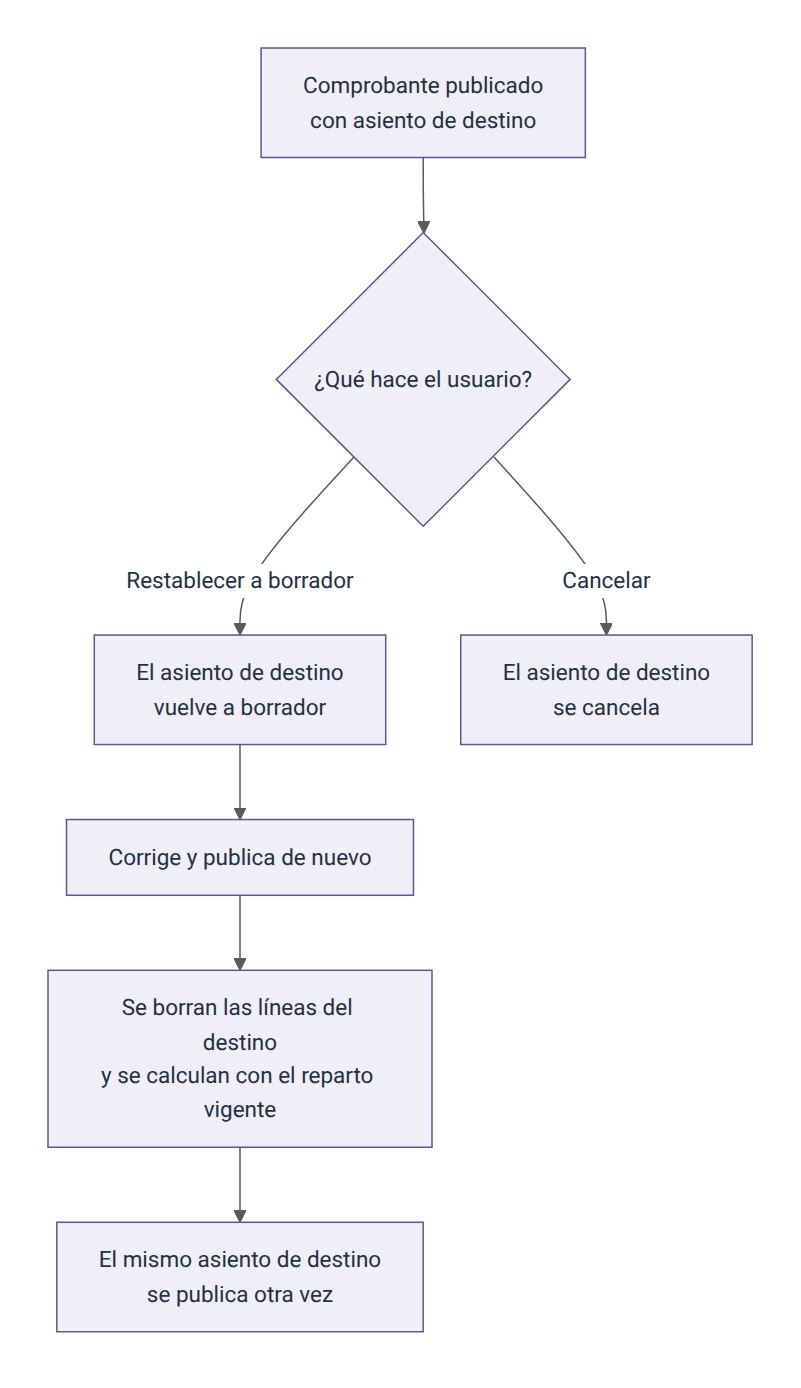 Comprobante publicado
con asiento de destino
¿Qué hace el usuario?
Restablecer a borrador
Cancelar
El asiento de destino
vuelve a borrador
El asiento de destino
se cancela
Corrige y publica de nuevo
Se borran las líneas del
destino
y se calculan con el reparto
vigente
El mismo asiento de destino
se publica otra vez